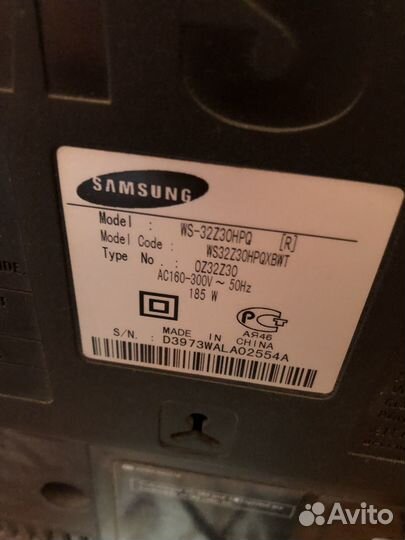 SAMSUNG
Model : WS-32Z30HPQ [R]
Model Code : WS32Z30HPQXBWT
Type No : OZ32Z30
AC160-300V ~ 50Hz
185 W
АЯ46
MADE IN CHINA
S/N.: D3973WALA02554A
Avito